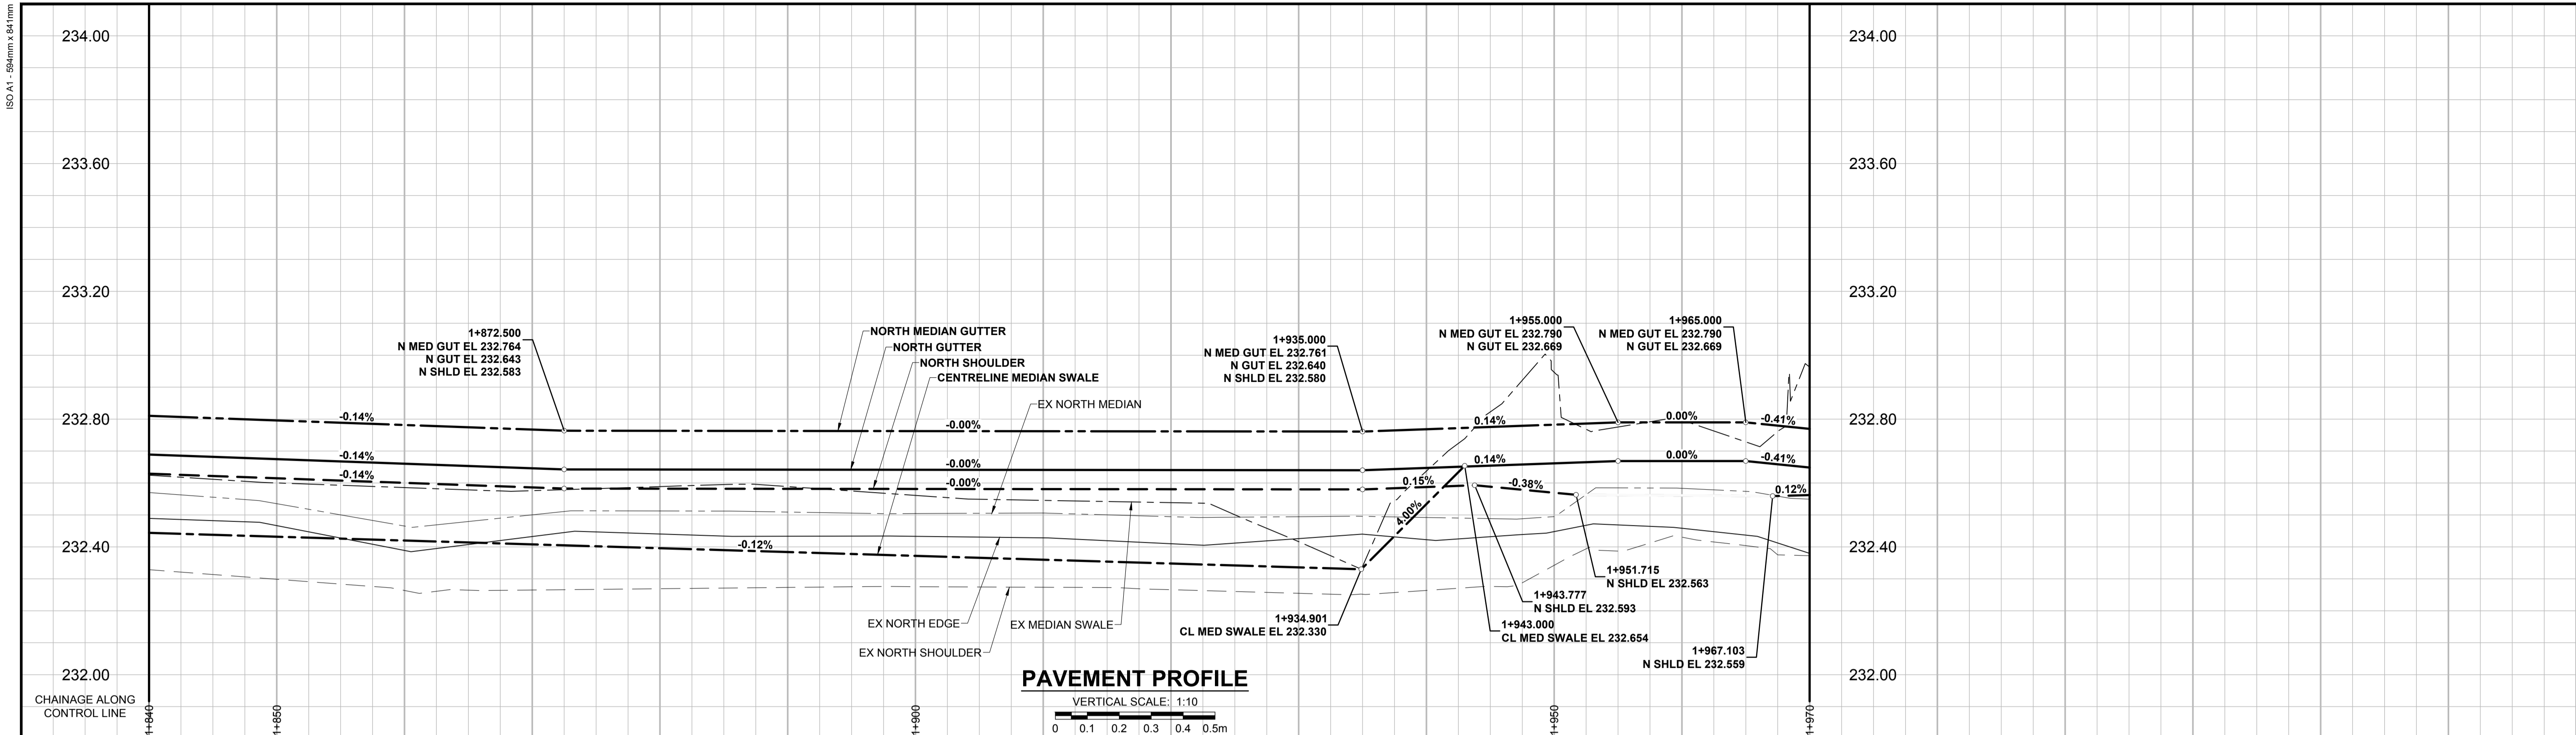 ISO A1 - 594mm x 841mm
234.00
233.60
233.20
232.80
232.40
232.00
CHAINAGE ALONG
CONTROL LINE
1+872.500
N MED GUT EL 232.764
N GUT EL 232.643
N SHLD EL 232.583
NORTH MEDIAN GUTTER
NORTH GUTTER
NORTH SHOULDER
CENTRELINE MEDIAN SWALE
EX NORTH MEDIAN
1+935.000
N MED GUT EL 232.761
N GUT EL 232.640
N SHLD EL 232.580
1+955.000
N MED GUT EL 232.790
N GUT EL 232.669
1+965.000
N MED GUT EL 232.790
N GUT EL 232.669
-0.14%
-0.00%
0.14%
0.00%
-0.41%
-0.14%
-0.00%
0.14%
0.00%
-0.41%
-0.14%
-0.00%
0.15%
-0.38%
0.12%
4.00%
-0.12%
EX NORTH EDGE
EX MEDIAN SWALE
EX NORTH SHOULDER
1+934.901
CL MED SWALE EL 232.330
1+951.715
N SHLD EL 232.563
1+943.777
N SHLD EL 232.593
1+943.000
CL MED SWALE EL 232.654
1+967.103
N SHLD EL 232.559
234.00
233.60
233.20
232.80
232.40
232.00
PAVEMENT PROFILE
VERTICAL SCALE: 1:10
0 0.1 0.2 0.3 0.4 0.5m
1+840
1+850
1+900
1+950
1+970